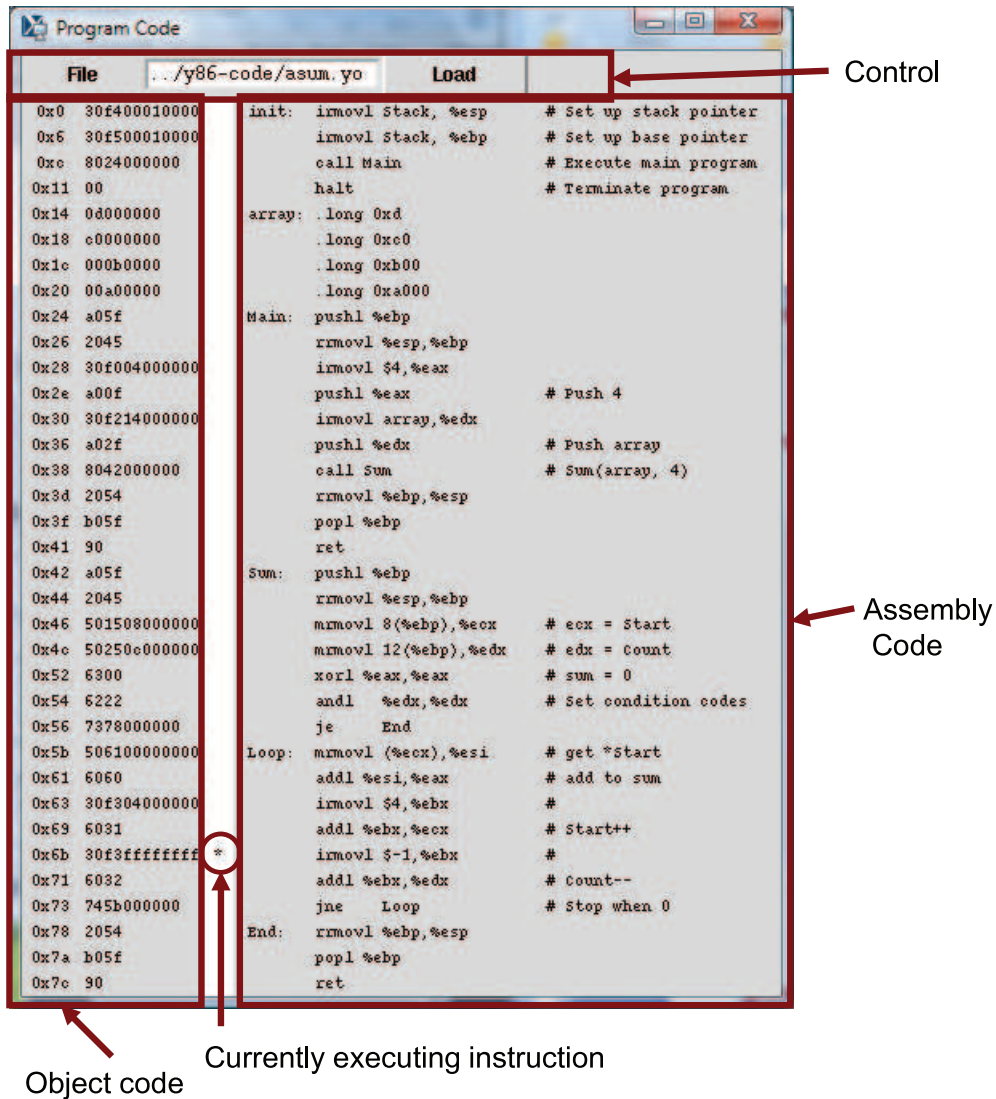 Program Code
File ../y86-code/asum.yo Load
Control
0x0 30f400010000 init: irmovl Stack, %esp # Set up stack pointer
0x6 30f500010000 irmovl Stack, %ebp # Set up base pointer
0xc 8024000000 call Main # Execute main program
0x11 00 halt # Terminate program
0x14 0d000000 array: .long 0xd
0x18 c0000000 .long 0xc0
0x1c 000b0000 .long 0xb00
0x20 00a00000 .long 0xa000
0x24 a05f Main: pushl %ebp
0x26 2045 rrmovl %esp,%ebp
0x28 30f004000000 irmovl $4,%eax
0x2e a00f pushl %eax # Push 4
0x30 30f214000000 irmovl array,%edx
0x36 a02f pushl %edx # Push array
0x38 8042000000 call Sum # Sum(array, 4)
0x3d 2054 rrmovl %ebp,%esp
0x3f b05f popl %ebp
0x41 90 ret
0x42 a05f Sum: pushl %ebp
0x44 2045 rrmovl %esp,%ebp
0x46 501508000000 mrmovl 8(%ebp),%ecx # ecx = Start
0x4c 50250c000000 mrmovl 12(%ebp),%edx # edx = Count
0x52 6300 xorl %eax,%eax # sum = 0
0x54 6222 andl %edx,%edx # Set condition codes
0x56 7378000000 je End
0x5b 506100000000 Loop: mrmovl (%ecx),%esi # get *Start
0x61 6060 addl %esi,%eax # add to sum
0x63 30f304000000 irmovl $4,%ebx #
0x69 6031 addl %ebx,%ecx # Start++
0x6b 30f3ffffffff * irmovl $-1,%ebx #
0x71 6032 addl %ebx,%edx # Count--
0x73 745b000000 jne Loop # Stop when 0
0x78 2054 End: rrmovl %ebp,%esp
0x7a b05f popl %ebp
0x7c 90 ret
Assembly
Code
Currently executing instruction
Object code